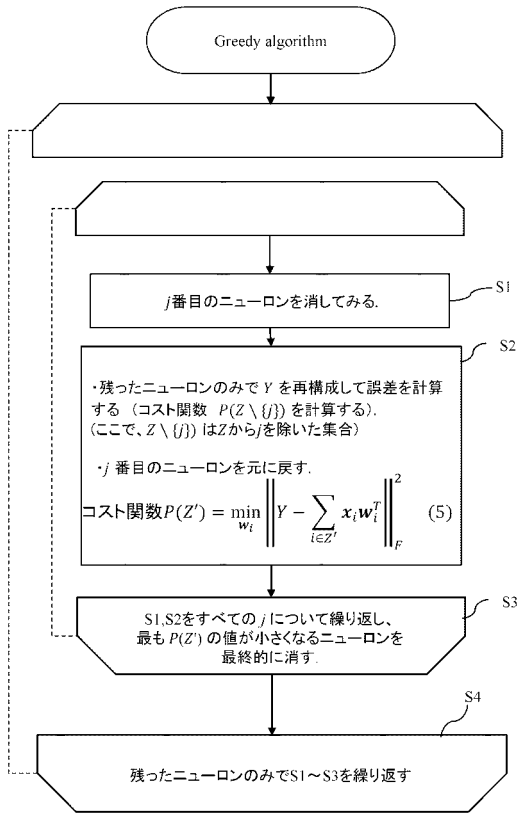 Greedy algorithm
S1
j番目のニューロンを消してみる.
S2
・残ったニューロンのみで Y を再構成して誤差を計算
する（コスト関数 P(Z \ {j}) を計算する）.
（ここで、Z \ {j}）はZからjを除いた集合）
・j 番目のニューロンを元に戻す.
コスト関数P(Z′) = min_{w_i} ‖Y − ∑_{i∈Z′} x_i w_i^T‖_F^2 (5)
S3
S1,S2をすべての j について繰り返し、
最も P(Z′) の値が小さくなるニューロンを
最終的に消す.
S4
残ったニューロンのみでS1～S3を繰り返す